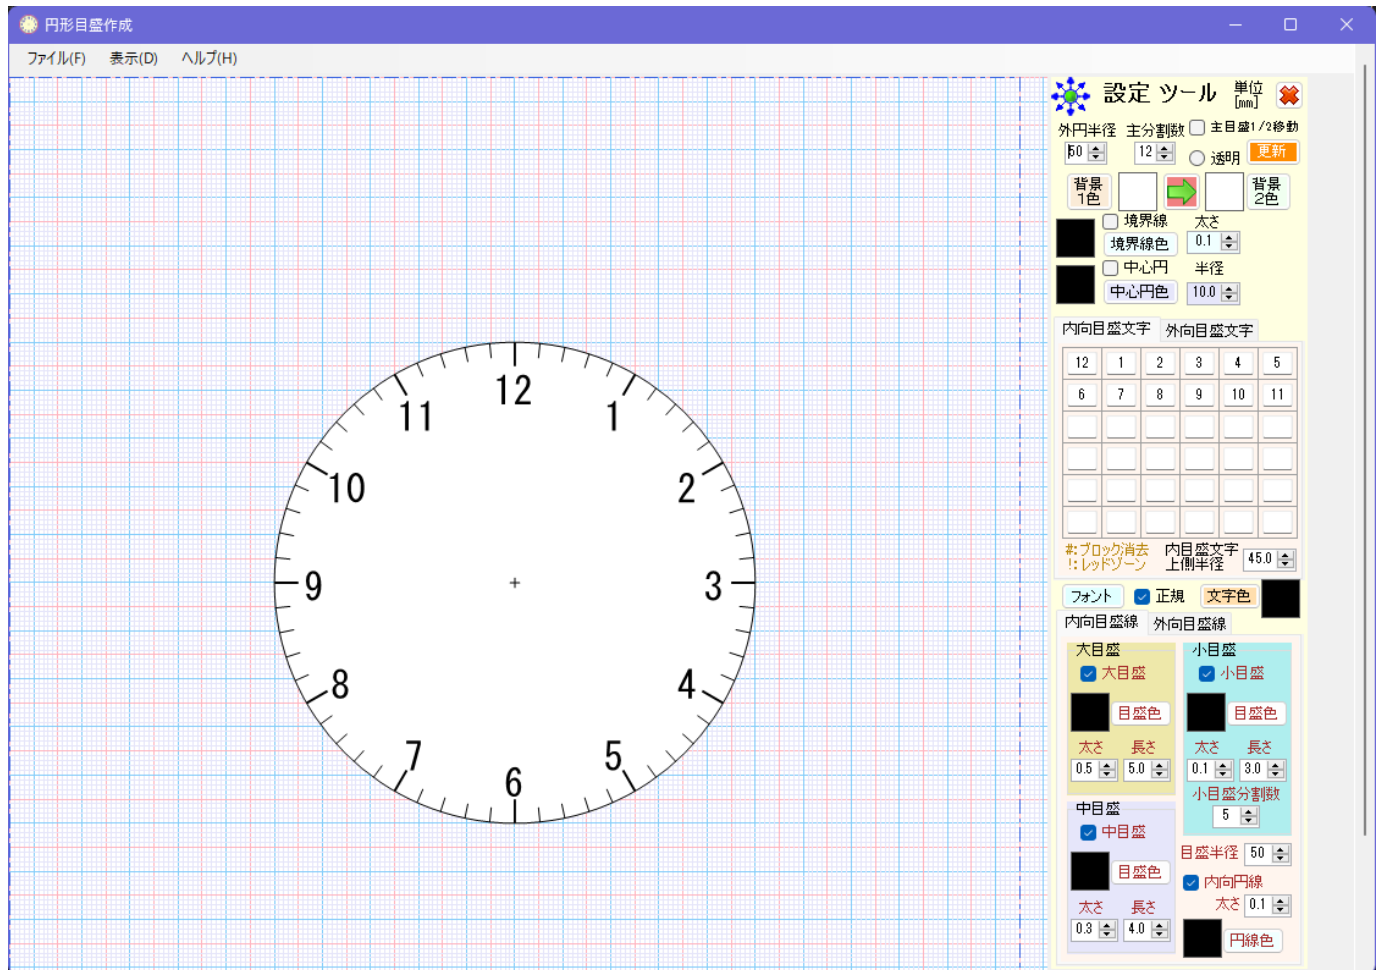 円形目盛作成
ファイル(F) 表示(D) ヘルプ(H)
設定 ツール 単位[mm]
外円半径 主分割数 主目盛1/2移動
50 12 透明 更新
背景1色 背景2色
境界線 太さ
境界線色 0.1
中心円 半径
中心円色 10.0
内向目盛文字 外向目盛文字
12 1 2 3 4 5
6 7 8 9 10 11
#:ブロック消去 内目盛文字
!:レッドゾーン 上側半径 45.0
フォント 正規 文字色
内向目盛線 外向目盛線
大目盛 小目盛
大目盛 小目盛
目盛色 目盛色
太さ 長さ 太さ 長さ
0.5 5.0 0.1 3.0
小目盛分割数
中目盛 5
中目盛
目盛半径 50
目盛色
内向円線
太さ 長さ 太さ 0.1
0.3 4.0
円線色
12
11 1
10 2
9 3
8 4
7 5
6